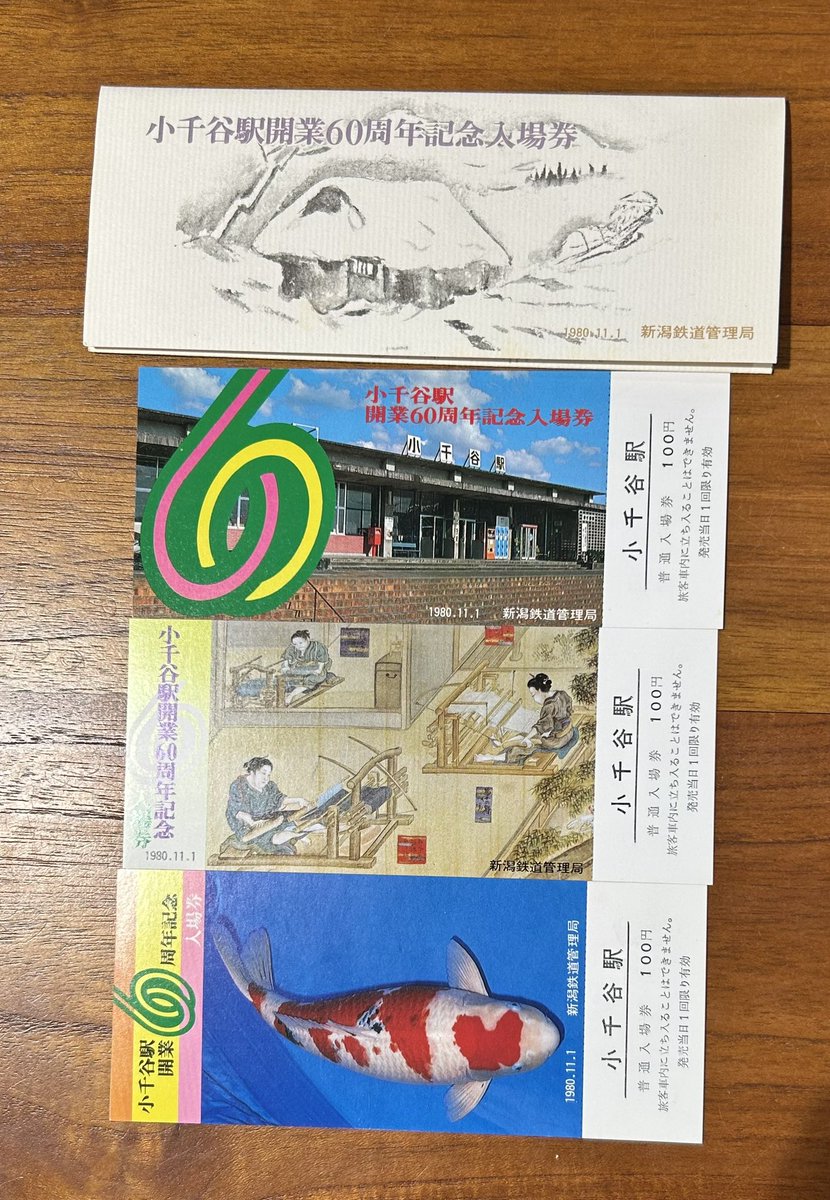 小千谷駅開業60周年記念入場券
1980.11.1 新潟鉄道管理局
小千谷駅
開業60周年記念入場券
小千谷駅
1980.11.1 新潟鉄道管理局
小千谷駅
普通入場券 100円
旅客車内に立ち入ることはできません。
発売当日1回限り有効
小千谷駅開業60周年記念
入場券
1980.11.1
新潟鉄道管理局
小千谷駅
普通入場券 100円
旅客車内に立ち入ることはできません。
発売当日1回限り有効
小千谷駅
開業60周年記念
入場券
1980.11.1 新潟鉄道管理局
小千谷駅
普通入場券 100円
旅客車内に立ち入ることはできません。
発売当日1回限り有効